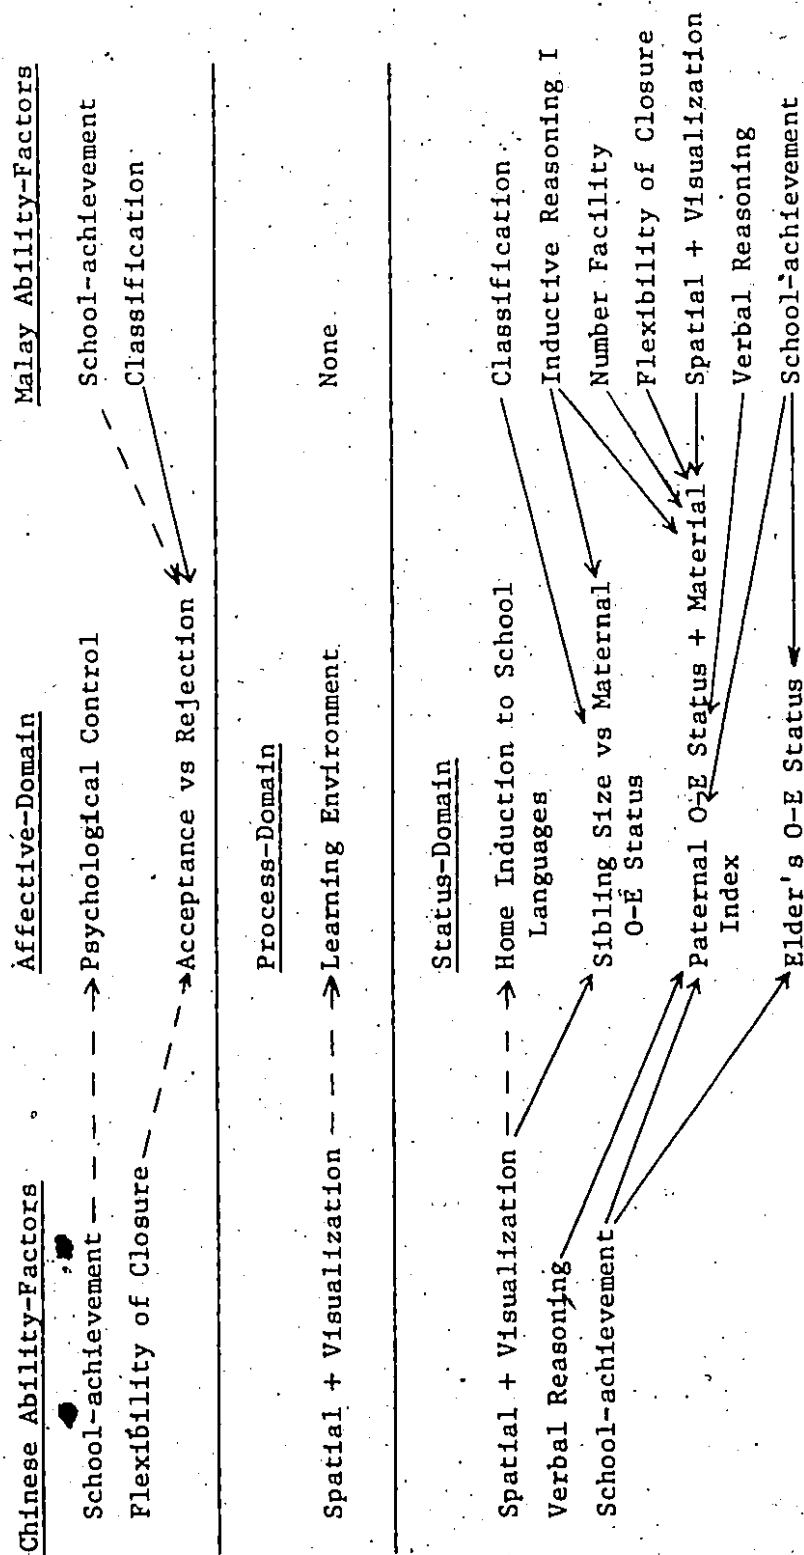 Chinese Ability-Factors Affective-Domain Malay Ability-Factors
School-achievement Psychological Control School-achievement
Flexibility of Closure Classification
Acceptance vs Rejection
Process-Domain
Spatial + Visualization Learning Environment None
Status-Domain
Spatial + Visualization Home Induction to School Classification
Languages
Verbal Reasoning Inductive Reasoning I
School-achievement Sibling Size vs Maternal Number Facility
O-E Status Flexibility of Closure
Paternal O-E Status + Material Spatial + Visualization
Index Verbal Reasoning
Elder's O-E Status School-achievement